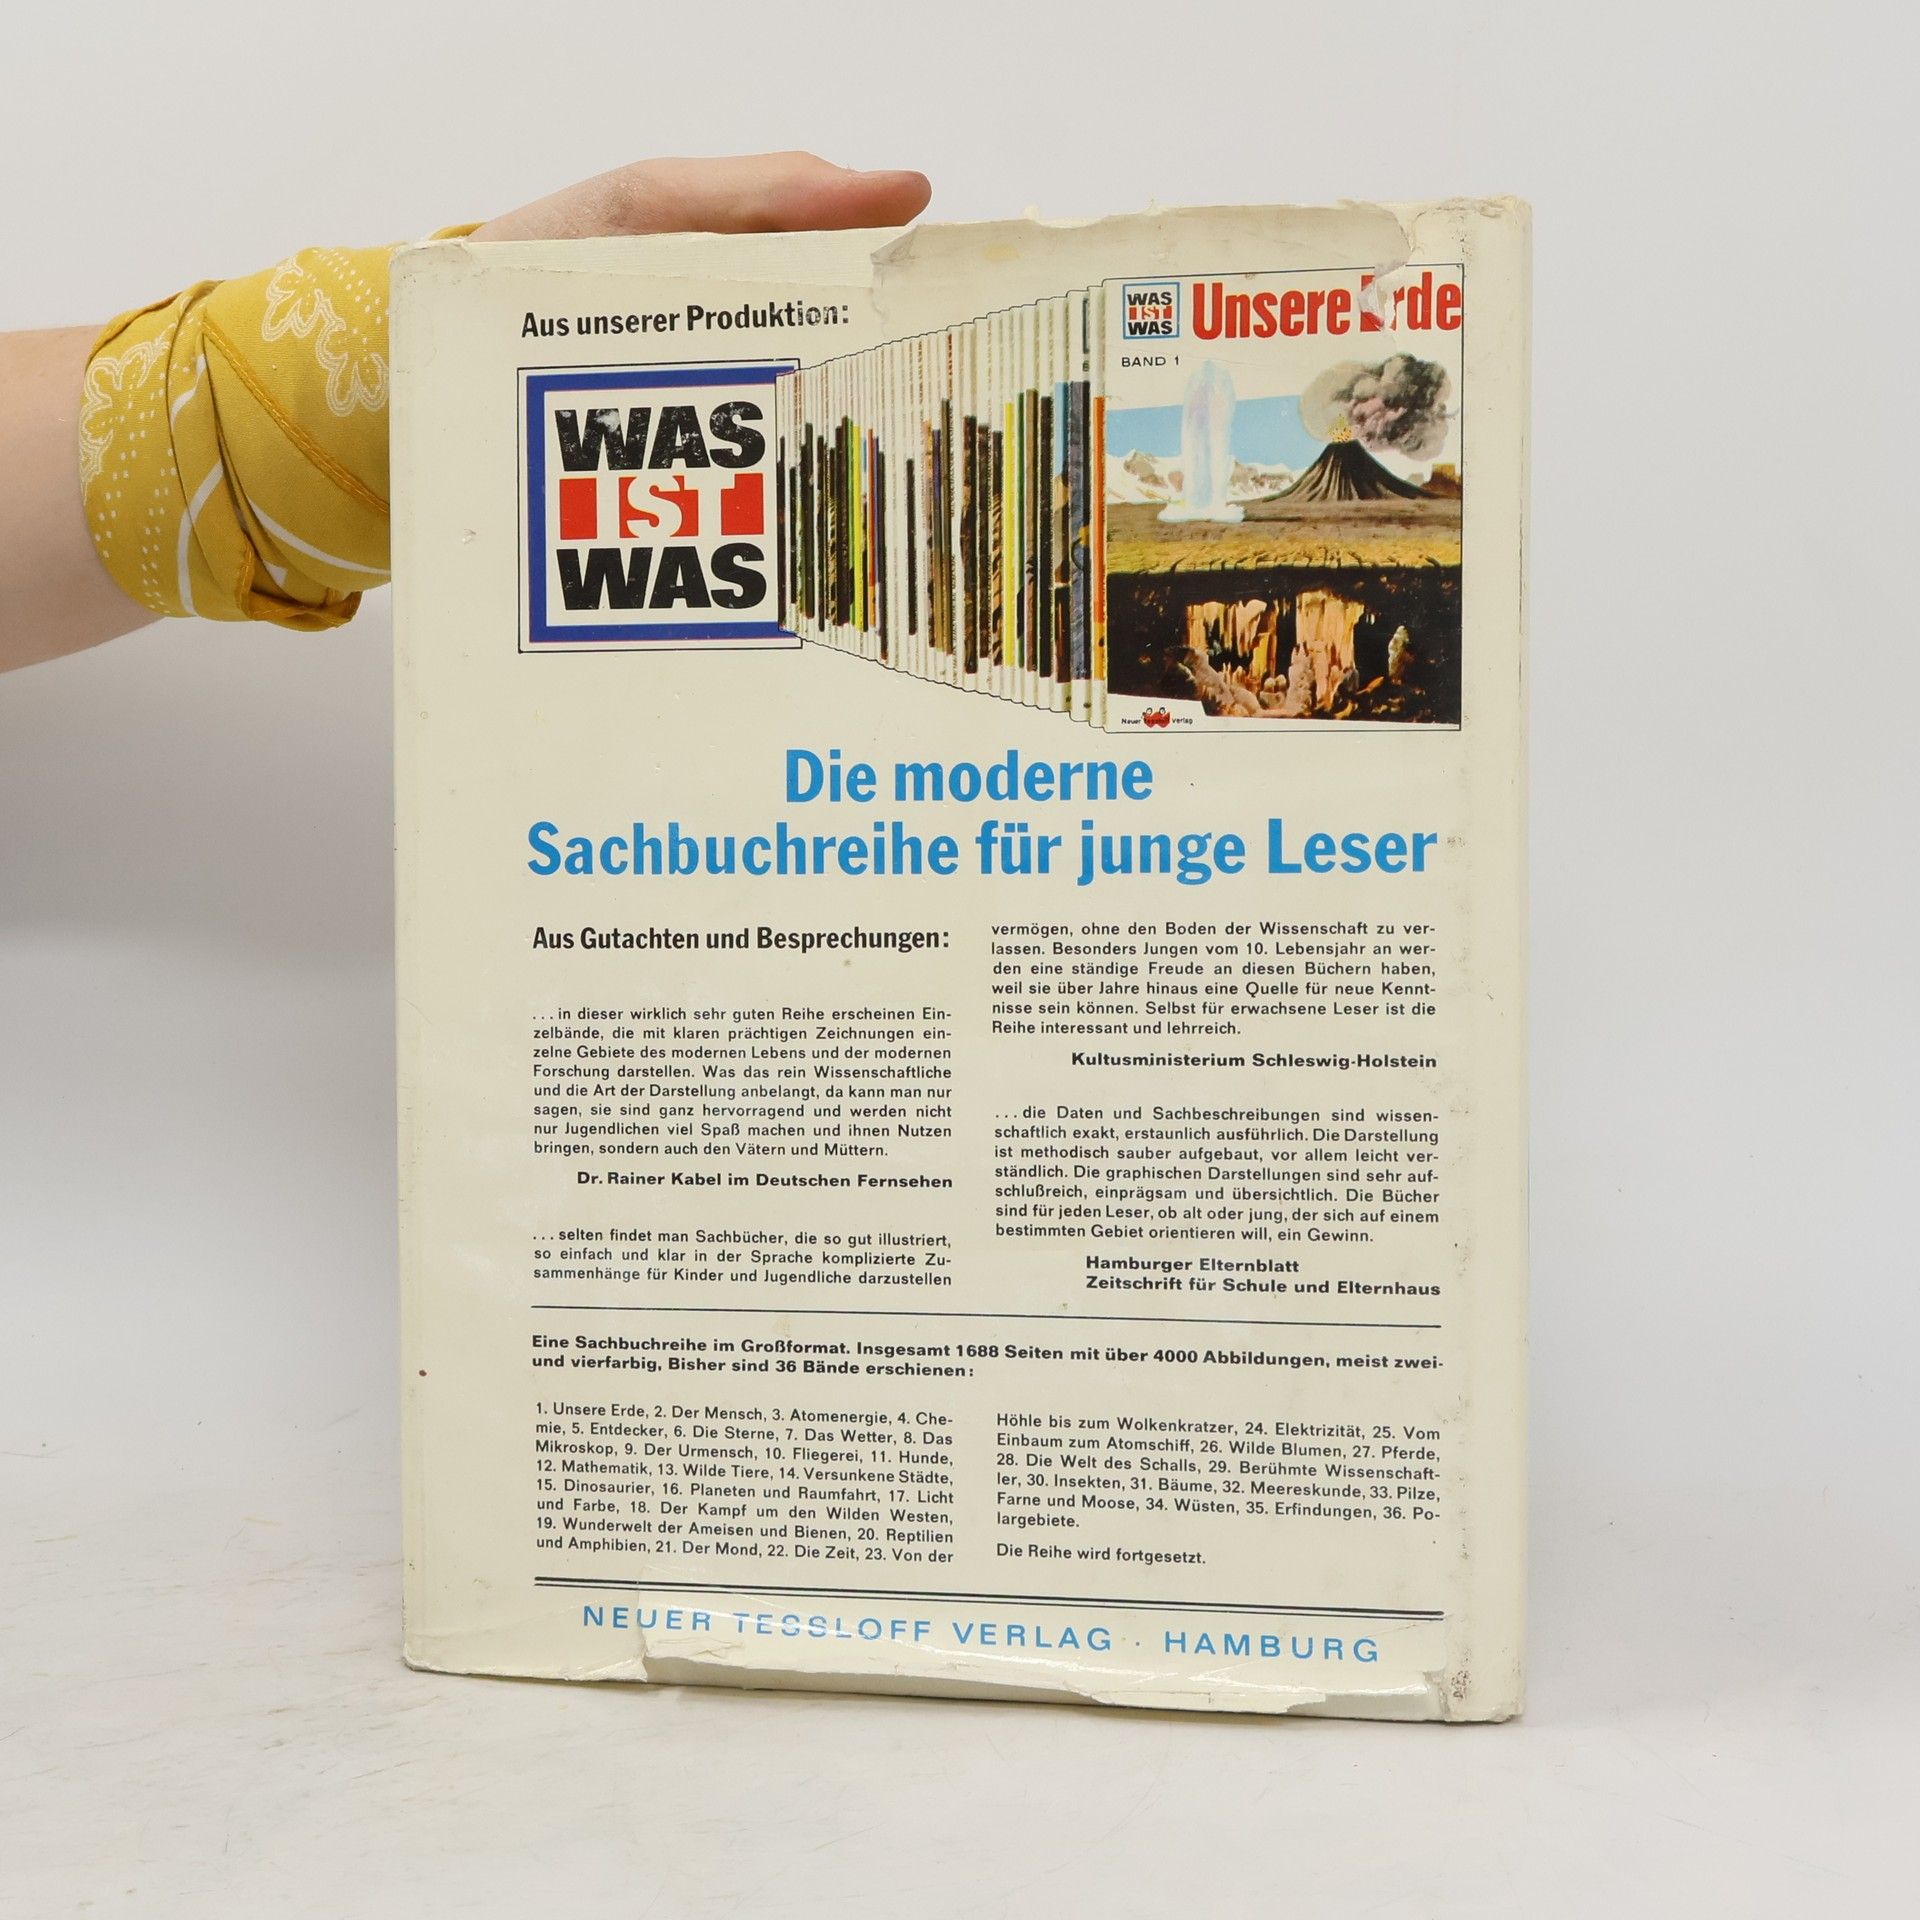 Aus unserer Produktion:
WAS
IST
WAS
WAS
IST
WAS
Unsere Erde
BAND 1
Neuer Tessloff Verlag
Die moderne
Sachbuchreihe für junge Leser
Aus Gutachten und Besprechungen:
...in dieser wirklich sehr guten Reihe erscheinen Ein-
zelbände, die mit klaren prächtigen Zeichnungen ein-
zelne Gebiete des modernen Lebens und der modernen
Forschung darstellen. Was das rein Wissenschaftliche
und die Art der Darstellung anbelangt, da kann man nur
sagen, sie sind ganz hervorragend und werden nicht
nur Jugendlichen viel Spaß machen und ihnen Nutzen
bringen, sondern auch den Vätern und Müttern.
Dr. Rainer Kabel im Deutschen Fernsehen
...selten findet man Sachbücher, die so gut illustriert,
so einfach und klar in der Sprache komplizierte Zu-
sammenhänge für Kinder und Jugendliche darzustellen
vermögen, ohne den Boden der Wissenschaft zu ver-
lassen. Besonders Jungen vom 10. Lebensjahr an wer-
den eine ständige Freude an diesen Büchern haben,
weil sie über Jahre hinaus eine Quelle für neue Kennt-
nisse sein können. Selbst für erwachsene Leser ist die
Reihe interessant und lehrreich.
Kultusministerium Schleswig-Holstein
...die Daten und Sachbeschreibungen sind wissen-
schaftlich exakt, erstaunlich ausführlich. Die Darstellung
ist methodisch sauber aufgebaut, vor allem leicht ver-
ständlich. Die graphischen Darstellungen sind sehr auf-
schlußreich, einprägsam und übersichtlich. Die Bücher
sind für jeden Leser, ob alt oder jung, der sich auf einem
bestimmten Gebiet orientieren will, ein Gewinn.
Hamburger Elternblatt
Zeitschrift für Schule und Elternhaus
Eine Sachbuchreihe im Großformat. Insgesamt 1688 Seiten mit über 4000 Abbildungen, meist zwei-
und vierfarbig. Bisher sind 36 Bände erschienen:
1. Unsere Erde, 2. Der Mensch, 3. Atomenergie, 4. Che-
mie, 5. Entdecker, 6. Die Sterne, 7. Das Wetter, 8. Das
Mikroskop, 9. Der Urmensch, 10. Fliegerei, 11. Hunde,
12. Mathematik, 13. Wilde Tiere, 14. Versunkene Städte,
15. Dinosaurier, 16. Planeten und Raumfahrt, 17. Licht
und Farbe, 18. Der Kampf um den Wilden Westen,
19. Wunderwelt der Ameisen und Bienen, 20. Reptilien
und Amphibien, 21. Der Mond, 22. Die Zeit, 23. Von der
Höhle bis zum Wolkenkratzer, 24. Elektrizität, 25. Vom
Einbaum zum Atomschiff, 26. Wilde Blumen, 27. Pferde,
28. Die Welt des Schalls, 29. Berühmte Wissenschaft-
ler, 30. Insekten, 31. Bäume, 32. Meereskunde, 33. Pilze,
Farne und Moose, 34. Wüsten, 35. Erfindungen, 36. Po-
largebiete.
Die Reihe wird fortgesetzt.
NEUER TESSLOFF VERLAG · HAMBURG